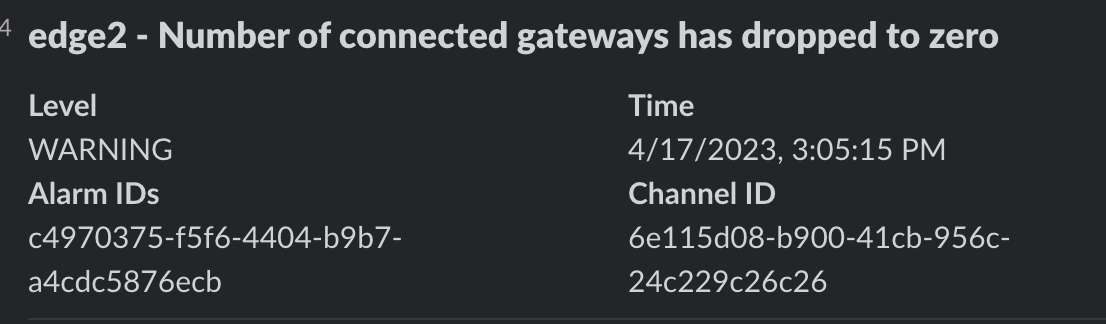 4
edge2 - Number of connected gateways has dropped to zero
Level
WARNING
Alarm IDs
c4970375-f5f6-4404-b9b7-
a4cdc5876ecb
Time
4/17/2023, 3:05:15 PM
Channel ID
6e115d08-b900-41cb-956c-
24c229c26c26